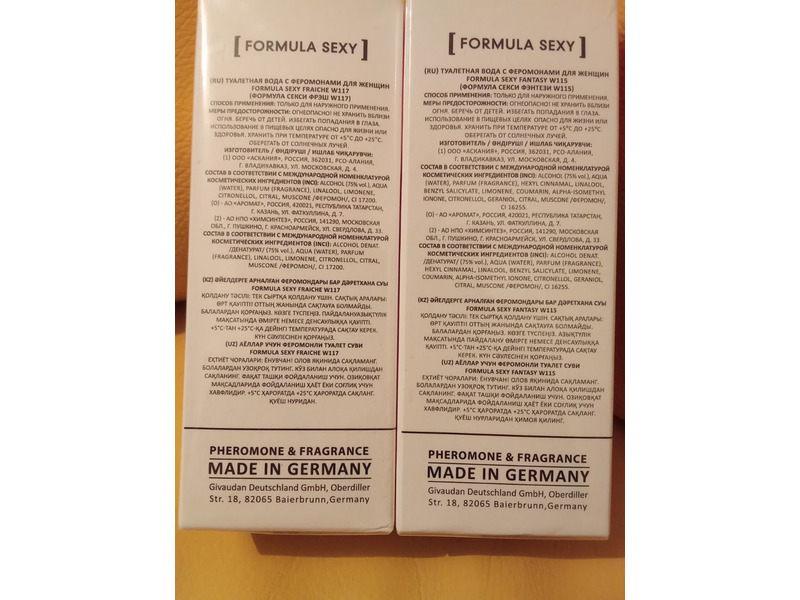 [ FORMULA SEXY ]
(RU) ТУАЛЕТНАЯ ВОДА С ФЕРОМОНАМИ ДЛЯ ЖЕНЩИН
FORMULA SEXY FRAICHE W117
(ФОРМУЛА СЕКСИ ФРЭШ W117)
СПОСОБ ПРИМЕНЕНИЯ: ТОЛЬКО ДЛЯ НАРУЖНОГО ПРИМЕНЕНИЯ.
МЕРЫ ПРЕДОСТОРОЖНОСТИ: ОГНЕОПАСНО! НЕ ХРАНИТЬ ВБЛИЗИ
ОГНЯ. БЕРЕЧЬ ОТ ДЕТЕЙ. ИЗБЕГАТЬ ПОПАДАНИЯ В ГЛАЗА.
ИСПОЛЬЗОВАНИЕ В ПИЩЕВЫХ ЦЕЛЯХ ОПАСНО ДЛЯ ЖИЗНИ ИЛИ
ЗДОРОВЬЯ. ХРАНИТЬ ПРИ ТЕМПЕРАТУРЕ ОТ +5°С ДО +25°С.
ОБЕРЕГАТЬ ОТ СОЛНЕЧНЫХ ЛУЧЕЙ.
ИЗГОТОВИТЕЛЬ / ӨНДІРУШІ / ИШЛАБ ЧИҚАРУВЧИ:
(1) ООО «АСКАНИЯ», РОССИЯ, 362031, РСО-АЛАНИЯ,
Г. ВЛАДИКАВКАЗ, УЛ. МОСКОВСКАЯ, Д. 4.
СОСТАВ В СООТВЕТСТВИИ С МЕЖДУНАРОДНОЙ НОМЕНКЛАТУРОЙ
КОСМЕТИЧЕСКИХ ИНГРЕДИЕНТОВ (INCI): ALCOHOL (75% vol.), AQUA
(WATER), PARFUM (FRAGRANCE), LINALOOL, LIMONENE,
CITRONELLOL, CITRAL, MUSCONE /ФЕРОМОН/, CI 17200.
(О) - АО «АРОМАТ», РОССИЯ, 420021, РЕСПУБЛИКА ТАТАРСТАН,
Г. КАЗАНЬ, УЛ. ФАТКУЛЛИНА, Д. 7.
(2) - АО НПО «ХИМСИНТЕЗ», РОССИЯ, 141290, МОСКОВСКАЯ
ОБЛ., Г. ПУШКИНО, Г. КРАСНОАРМЕЙСК, УЛ. СВЕРДЛОВА, Д. 33.
СОСТАВ В СООТВЕТСТВИИ С МЕЖДУНАРОДНОЙ НОМЕНКЛАТУРОЙ
КОСМЕТИЧЕСКИХ ИНГРЕДИЕНТОВ (INCI): ALCOHOL DENAT.
/ДЕНАТУРАТ/ (75% vol.), AQUA (WATER), PARFUM
(FRAGRANCE), LINALOOL, LIMONENE, CITRONELLOL, CITRAL,
MUSCONE /ФЕРОМОН/, CI 17200.
(KZ) ӘЙЕЛДЕРГЕ АРНАЛҒАН ФЕРОМОНДАРЫ БАР ДӘРЕТХАНА СУЫ
FORMULA SEXY FRAICHE W117
ҚОЛДАНУ ТӘСІЛІ: ТЕК СЫРТҚА ҚОЛДАНУ ҮШІН. САҚТЫҚ АРАЛАРЫ:
ӨРТ ҚАУІПТІ! ОТТЫҢ ЖАНЫНДА САҚТАУҒА БОЛМАЙДЫ.
БАЛАЛАРДАН ҚОРҒАҢЫЗ. КӨЗГЕ ТҮСПЕҢІЗ. ПАЙДАЛАНУАЗЫҚТҮЛІК
МАҚСАТЫНДА ӨМІРГЕ НЕМЕСЕ ДЕНСАУЛЫҚҚА ҚАУІПТІ.
+5°С-ТАН +25°С-ҚА ДЕЙІНГІ ТЕМПЕРАТУРАДА САҚТАУ КЕРЕК.
КҮН СӘУЛЕСІНЕН ҚОРҒАҢЫЗ.
(UZ) АЁЛЛАР УЧУН ФЕРОМОНЛИ ТУАЛЕТ СУВИ
FORMULA SEXY FRAICHE W117
ЕҲТИЁТ ЧОРАЛАРИ: ЁНУВЧАН! ОЛОВ ЯҚИНИДА САҚЛАМАНГ.
БОЛАЛАРДАН УЗОҚРОҚ ТУТИНГ. КЎЗ БИЛАН АЛОҚА ҚИЛИШДАН
САҚЛАНИНГ. ФАҚАТ ТАШҚИ ФОЙДАЛАНИШ УЧУН. ОЗИҚОВҚАТ
МАҚСАДЛАРИДА ФОЙДАЛАНИШ ҲАЁТ ЁКИ СОҒЛИҚ УЧУН
ХАВФЛИДИР. +5°С ҲАРОРАТДА +25°С ҲАРОРАТДА САҚЛАНГ.
ҚУЁШ НУРИДАН.
PHEROMONE & FRAGRANCE
MADE IN GERMANY
Givaudan Deutschland GmbH, Oberdiller
Str. 18, 82065 Baierbrunn,Germany
[ FORMULA SEXY ]
(RU) ТУАЛЕТНАЯ ВОДА С ФЕРОМОНАМИ ДЛЯ ЖЕНЩИН
FORMULA SEXY FANTASY W115
(ФОРМУЛА СЕКСИ ФЭНТЕЗИ W115)
СПОСОБ ПРИМЕНЕНИЯ: ТОЛЬКО ДЛЯ НАРУЖНОГО ПРИМЕНЕНИЯ.
МЕРЫ ПРЕДОСТОРОЖНОСТИ: ОГНЕОПАСНО! НЕ ХРАНИТЬ ВБЛИЗИ
ОГНЯ. БЕРЕЧЬ ОТ ДЕТЕЙ. ИЗБЕГАТЬ ПОПАДАНИЯ В ГЛАЗА.
ИСПОЛЬЗОВАНИЕ В ПИЩЕВЫХ ЦЕЛЯХ ОПАСНО ДЛЯ ЖИЗНИ ИЛИ
ЗДОРОВЬЯ. ХРАНИТЬ ПРИ ТЕМПЕРАТУРЕ ОТ +5°С ДО +25°С.
ОБЕРЕГАТЬ ОТ СОЛНЕЧНЫХ ЛУЧЕЙ.
ИЗГОТОВИТЕЛЬ / ӨНДІРУШІ / ИШЛАБ ЧИҚАРУВЧИ:
(1) ООО «АСКАНИЯ», РОССИЯ, 362031, РСО-АЛАНИЯ,
Г. ВЛАДИКАВКАЗ, УЛ. МОСКОВСКАЯ, Д. 4.
СОСТАВ В СООТВЕТСТВИИ С МЕЖДУНАРОДНОЙ НОМЕНКЛАТУРОЙ
КОСМЕТИЧЕСКИХ ИНГРЕДИЕНТОВ (INCI): ALCOHOL (75% vol.), AQUA
(WATER), PARFUM (FRAGRANCE), HEXYL CINNAMAL, LINALOOL,
BENZYL SALICYLATE, LIMONENE, COUMARIN, ALPHA-ISOMETHYL
IONONE, CITRONELLOL, GERANIOL, CITRAL, MUSCONE /ФЕРОМОН/,
CI 16255.
(О) - АО «АРОМАТ», РОССИЯ, 420021, РЕСПУБЛИКА ТАТАРСТАН,
Г. КАЗАНЬ, УЛ. ФАТКУЛЛИНА, Д. 7.
(2) - АО НПО «ХИМСИНТЕЗ», РОССИЯ, 141290, МОСКОВСКАЯ
ОБЛ., Г. ПУШКИНО, Г. КРАСНОАРМЕЙСК, УЛ. СВЕРДЛОВА, Д. 33.
СОСТАВ В СООТВЕТСТВИИ С МЕЖДУНАРОДНОЙ НОМЕНКЛАТУРОЙ
КОСМЕТИЧЕСКИХ ИНГРЕДИЕНТОВ (INCI): ALCOHOL DENAT.
/ДЕНАТУРАТ/ (75% vol.), AQUA (WATER), PARFUM (FRAGRANCE),
HEXYL CINNAMAL, LINALOOL, BENZYL SALICYLATE, LIMONENE,
COUMARIN, ALPHA-ISOMETHYL IONONE, CITRONELLOL, GERANIOL,
CITRAL, MUSCONE /ФЕРОМОН/, CI 16255.
(KZ) ӘЙЕЛДЕРГЕ АРНАЛҒАН ФЕРОМОНДАРЫ БАР ДӘРЕТХАНА СУЫ
FORMULA SEXY FANTASY W115
ҚОЛДАНУ ТӘСІЛІ: ТЕК СЫРТҚА ҚОЛДАНУ ҮШІН. САҚТЫҚ АРАЛАРЫ:
ӨРТ ҚАУІПТІ! ОТТЫҢ ЖАНЫНДА САҚТАУҒА БОЛМАЙДЫ.
БАЛАЛАРДАН ҚОРҒАҢЫЗ. КӨЗГЕ ТҮСПЕҢІЗ. АЗЫҚТҮЛІК
МАҚСАТЫНДА ПАЙДАЛАНУ ӨМІРГЕ НЕМЕСЕ ДЕНСАУЛЫҚҚА
ҚАУІПТІ. +5°С-ТАН +25°С-ҚА ДЕЙІНГІ ТЕМПЕРАТУРАДА САҚТАУ
КЕРЕК. КҮН СӘУЛЕСІНЕН ҚОРҒАҢЫЗ.
(UZ) АЁЛЛАР УЧУН ФЕРОМОНЛИ ТУАЛЕТ СУВИ
FORMULA SEXY FANTASY W115
ЕҲТИЁТ ЧОРАЛАРИ: ЁНУВЧАН! ОЛОВ ЯҚИНИДА САҚЛАМАНГ.
БОЛАЛАРДАН УЗОҚРОҚ ТУТИНГ. КЎЗ БИЛАН АЛОҚА ҚИЛИШДАН
САҚЛАНИНГ. ФАҚАТ ТАШҚИ ФОЙДАЛАНИШ УЧУН. ОЗИҚОВҚАТ
МАҚСАДЛАРИДА ФОЙДАЛАНИШ ҲАЁТ ЁКИ СОҒЛИҚ УЧУН
ХАВФЛИДИР. +5°С ҲАРОРАТДА +25°С ҲАРОРАТДА САҚЛАНГ.
ҚУЁШ НУРЛАРИДАН ҲИМОЯ ҚИЛИНГ.
PHEROMONE & FRAGRANCE
MADE IN GERMANY
Givaudan Deutschland GmbH, Oberdiller
Str. 18, 82065 Baierbrunn,Germany